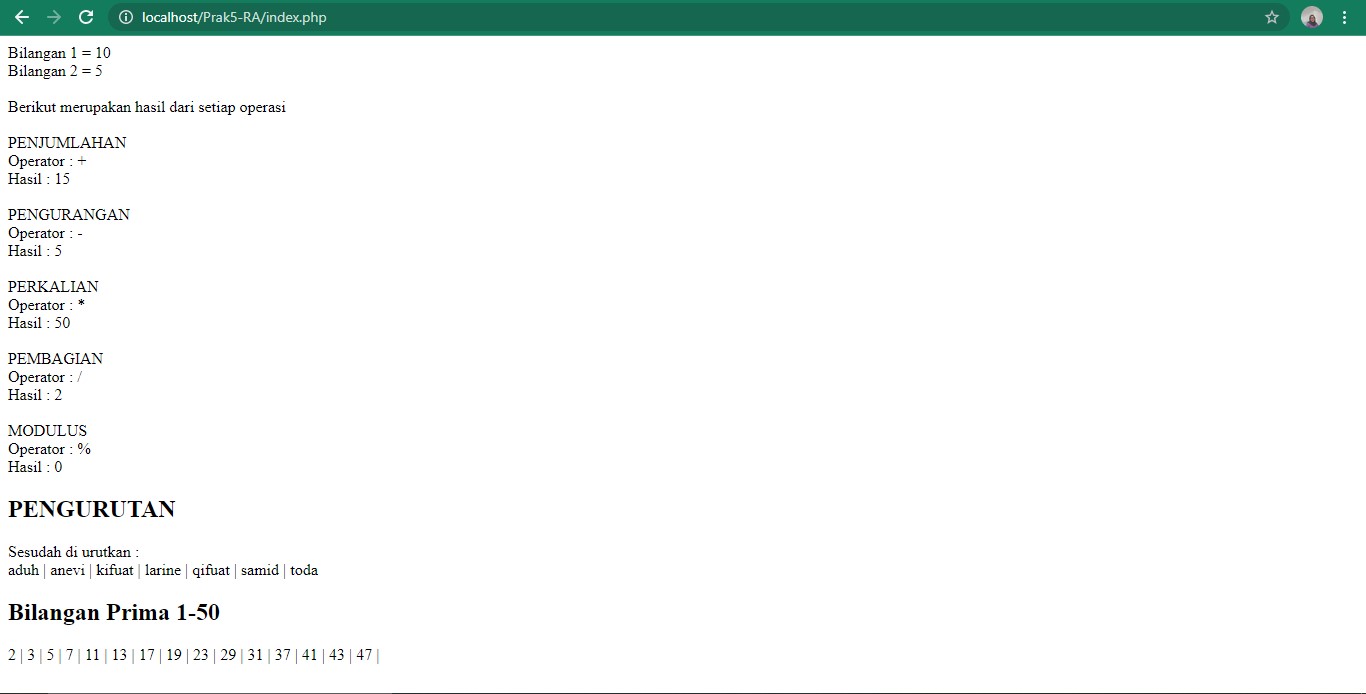 localhost/Prak5-RA/index.php
Bilangan 1 = 10
Bilangan 2 = 5
Berikut merupakan hasil dari setiap operasi
PENJUMLAHAN
Operator : +
Hasil : 15
PENGURANGAN
Operator : -
Hasil : 5
PERKALIAN
Operator : *
Hasil : 50
PEMBAGIAN
Operator : /
Hasil : 2
MODULUS
Operator : %
Hasil : 0
PENGURUTAN
Sesudah di urutkan :
aduh | anevi | kifuat | larine | qifuat | samid | toda
Bilangan Prima 1-50
2 | 3 | 5 | 7 | 11 | 13 | 17 | 19 | 23 | 29 | 31 | 37 | 41 | 43 | 47 |